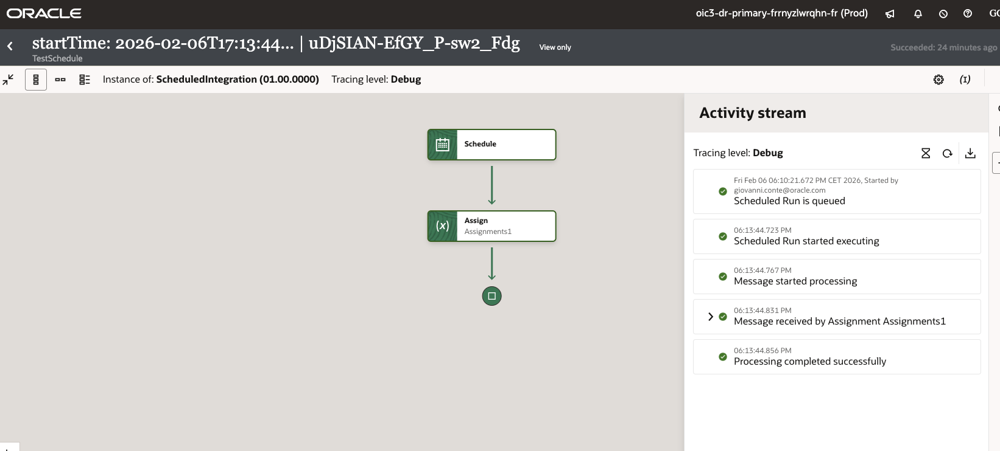 ORACLE
oic3-dr-primary-frrnyzlwrqhn-fr (Prod)
startTime: 2026-02-06T17:13:44... | uDjSIAN-EfGY_P-sw2_Fdg
View only
Succeeded: 24 minutes ago
TestSchedule
Instance of: ScheduledIntegration (01.00.0000)
Tracing level: Debug
Schedule
(x)
Assign
Assignments1
Activity stream
Tracing level: Debug
Fri Feb 06 06:10:21.672 PM CET 2026, Started by
giovanni.conte@oracle.com
Scheduled Run is queued
06:13:44.723 PM
Scheduled Run started executing
06:13:44.767 PM
Message started processing
06:13:44.831 PM
Message received by Assignment Assignments1
06:13:44.856 PM
Processing completed successfully